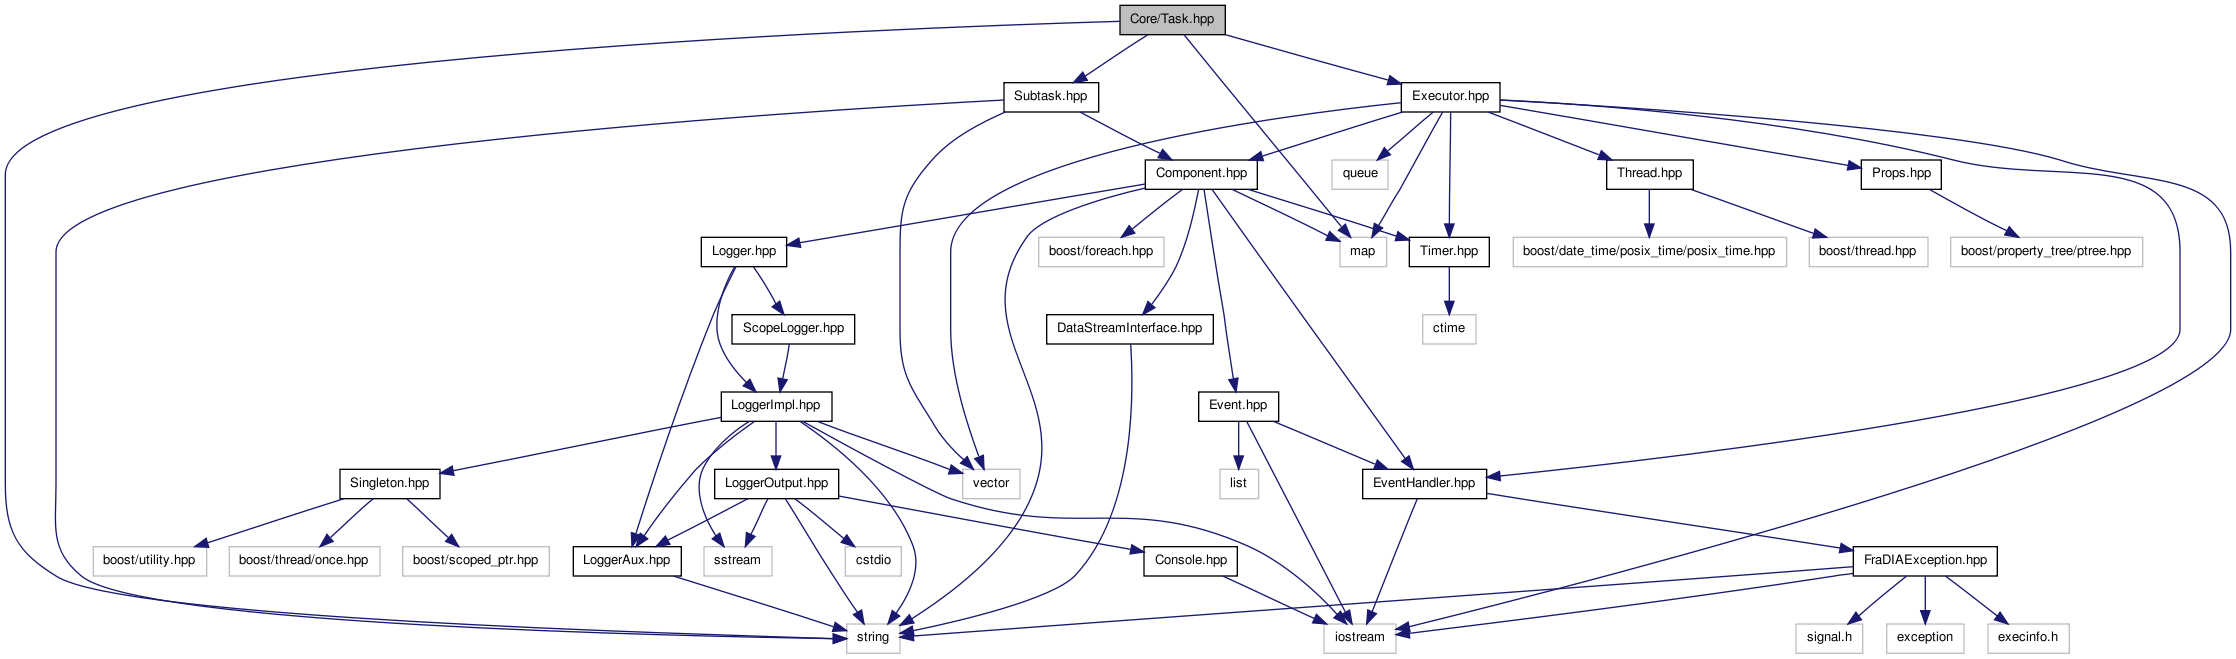 Core/Task.hpp
Subtask.hpp
Executor.hpp
Component.hpp
queue
Thread.hpp
Props.hpp
Logger.hpp
boost/foreach.hpp
map
Timer.hpp
boost/date_time/posix_time/posix_time.hpp
boost/thread.hpp
boost/property_tree/ptree.hpp
ScopeLogger.hpp
DataStreamInterface.hpp
ctime
LoggerImpl.hpp
Event.hpp
Singleton.hpp
LoggerOutput.hpp
vector
list
EventHandler.hpp
boost/utility.hpp
boost/thread/once.hpp
boost/scoped_ptr.hpp
LoggerAux.hpp
sstream
cstdio
Console.hpp
FraDIAException.hpp
string
iostream
signal.h
exception
execinfo.h